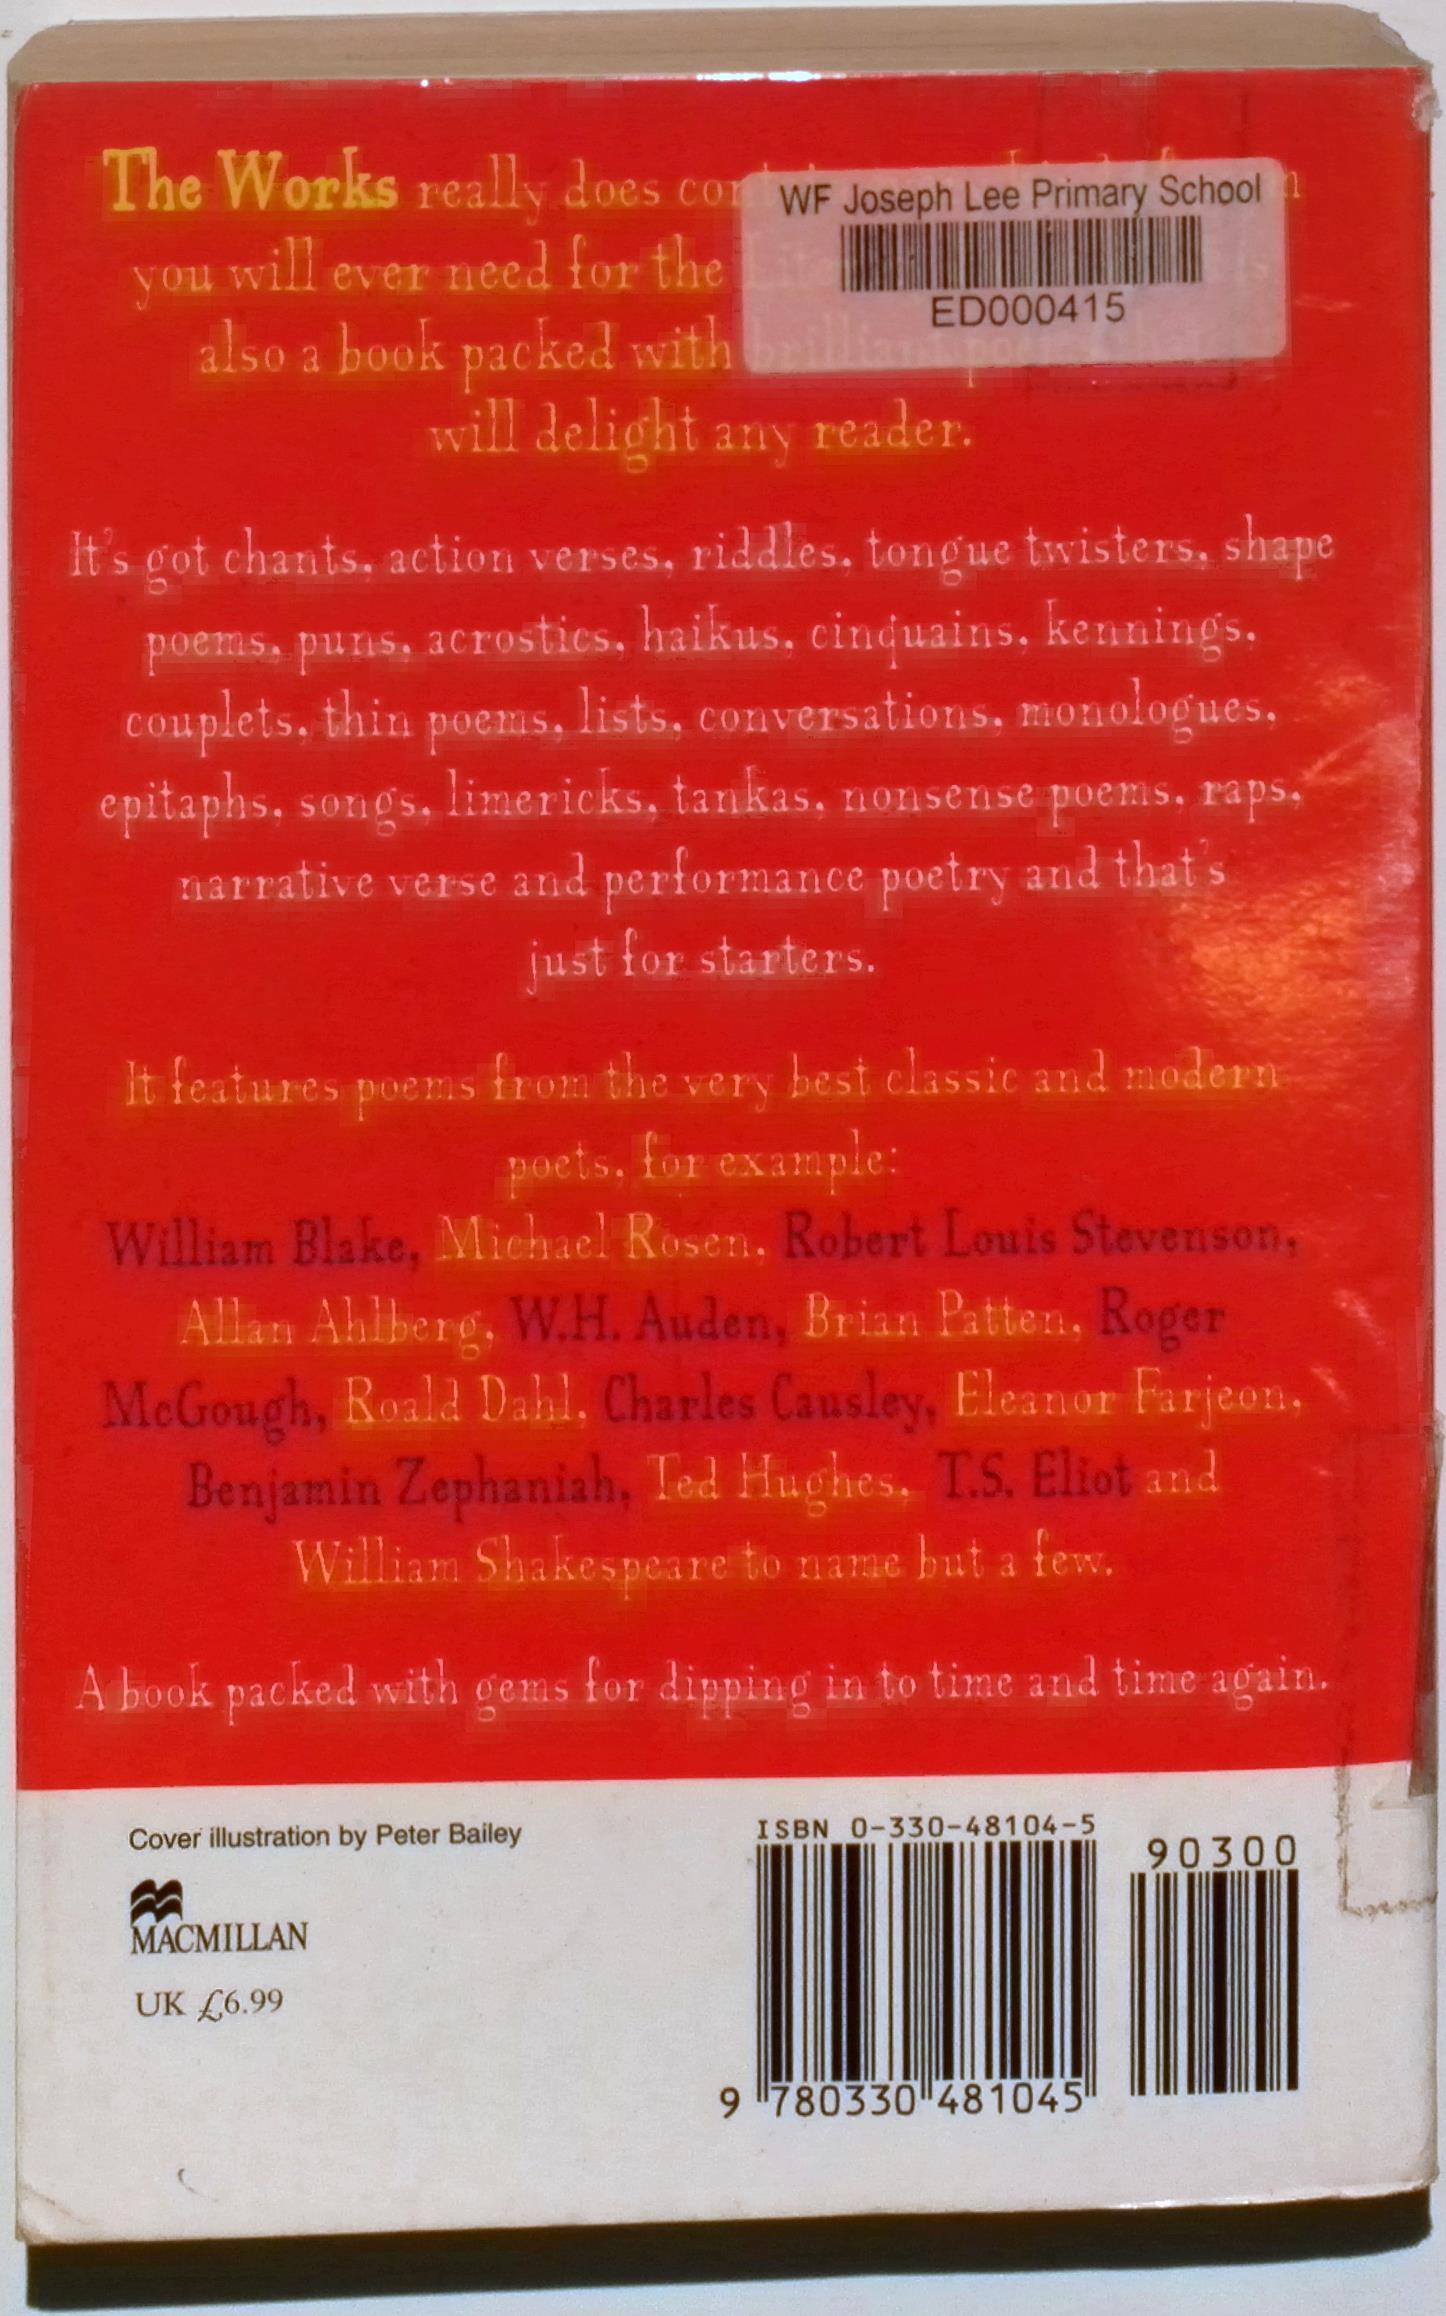 The Works really does
you will ever need for the
also a book packed with brilliant
will delight any reader.
WF Joseph Lee Primary School
ED000415
It's got chants, action verses, riddles, tongue twisters, shape
poems, puns, acrostics, haikus, cinquains, kennings,
couplets, thin poems, lists, conversations, monologues,
epitaphs, songs, limericks, tankas, nonsense poems, raps,
narrative verse and performance poetry and that's
just for starters.
It features poems from the very best classic and modern
poets, for example:
William Blake, Michael Rosen, Robert Louis Stevenson,
Allan Ahlberg, W.H. Auden, Brian Patten, Roger
McGough, Roald Dahl, Charles Causley, Eleanor Farjeon,
Benjamin Zephaniah, Ted Hughes, T.S. Eliot and
William Shakespeare to name but a few.
A book packed with gems for dipping in to time and time again.
Cover illustration by Peter Bailey
MACMILLAN
UK £6.99
ISBN 0-330-48104-5
90300
9 780330 481045